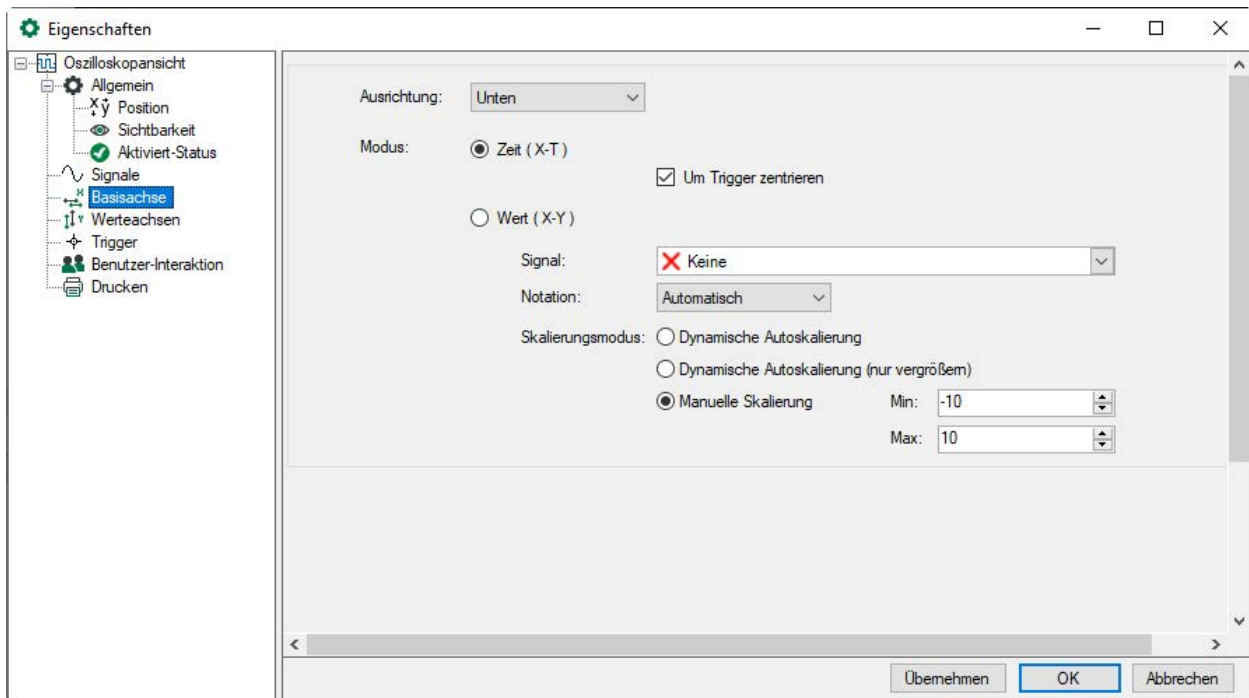 Eigenschaften
Oszilloskopansicht
Allgemein
Position
Sichtbarkeit
Aktiviert-Status
Signale
Basisachse
Werteachsen
Trigger
Benutzer-Interaktion
Drucken
Ausrichtung: Unten
Modus: Zeit ( X-T )
Um Trigger zentrieren
Wert ( X-Y )
Signal: Keine
Notation: Automatisch
Skalierungsmodus: Dynamische Autoskalierung
Dynamische Autoskalierung (nur vergrößern)
Manuelle Skalierung Min: -10
Max: 10
Übernehmen OK Abbrechen